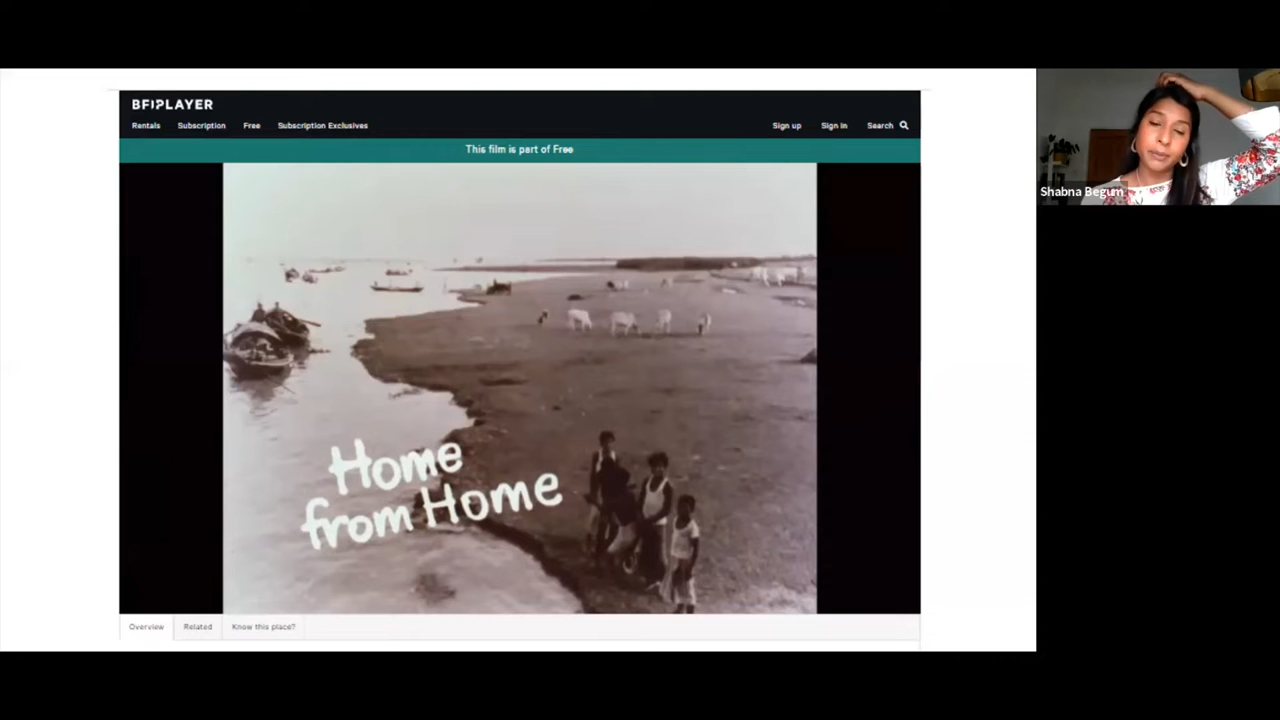 BFI PLAYER
Rentals Subscription Free Subscription Exclusives Sign up Sign in Search
This film is part of Free
Home
from Home
Overview Related Know this place?
Shabna Begum